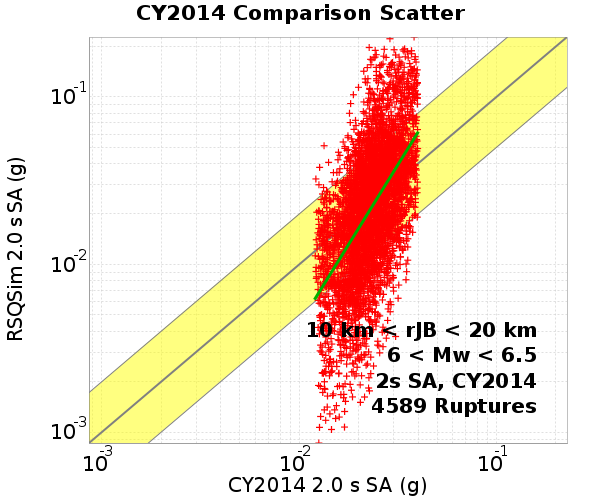 CY2014 Comparison Scatter
RSQSim 2.0 s SA (g)
10-1
10-2
10-3
10 km < rJB < 20 km
6 < Mw < 6.5
2s SA, CY2014
4589 Ruptures
10-3 10-2 10-1
CY2014 2.0 s SA (g)